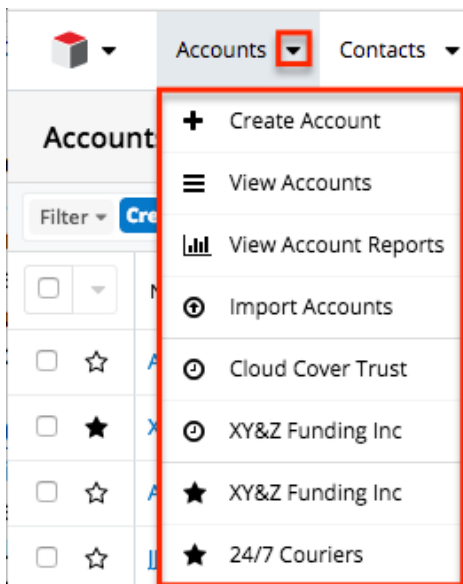 Accounts
Contacts
Create Account
View Accounts
View Account Reports
Import Accounts
Cloud Cover Trust
XY&Z Funding Inc
XY&Z Funding Inc
24/7 Couriers
Account
Filter
Cre
N
A
X
A